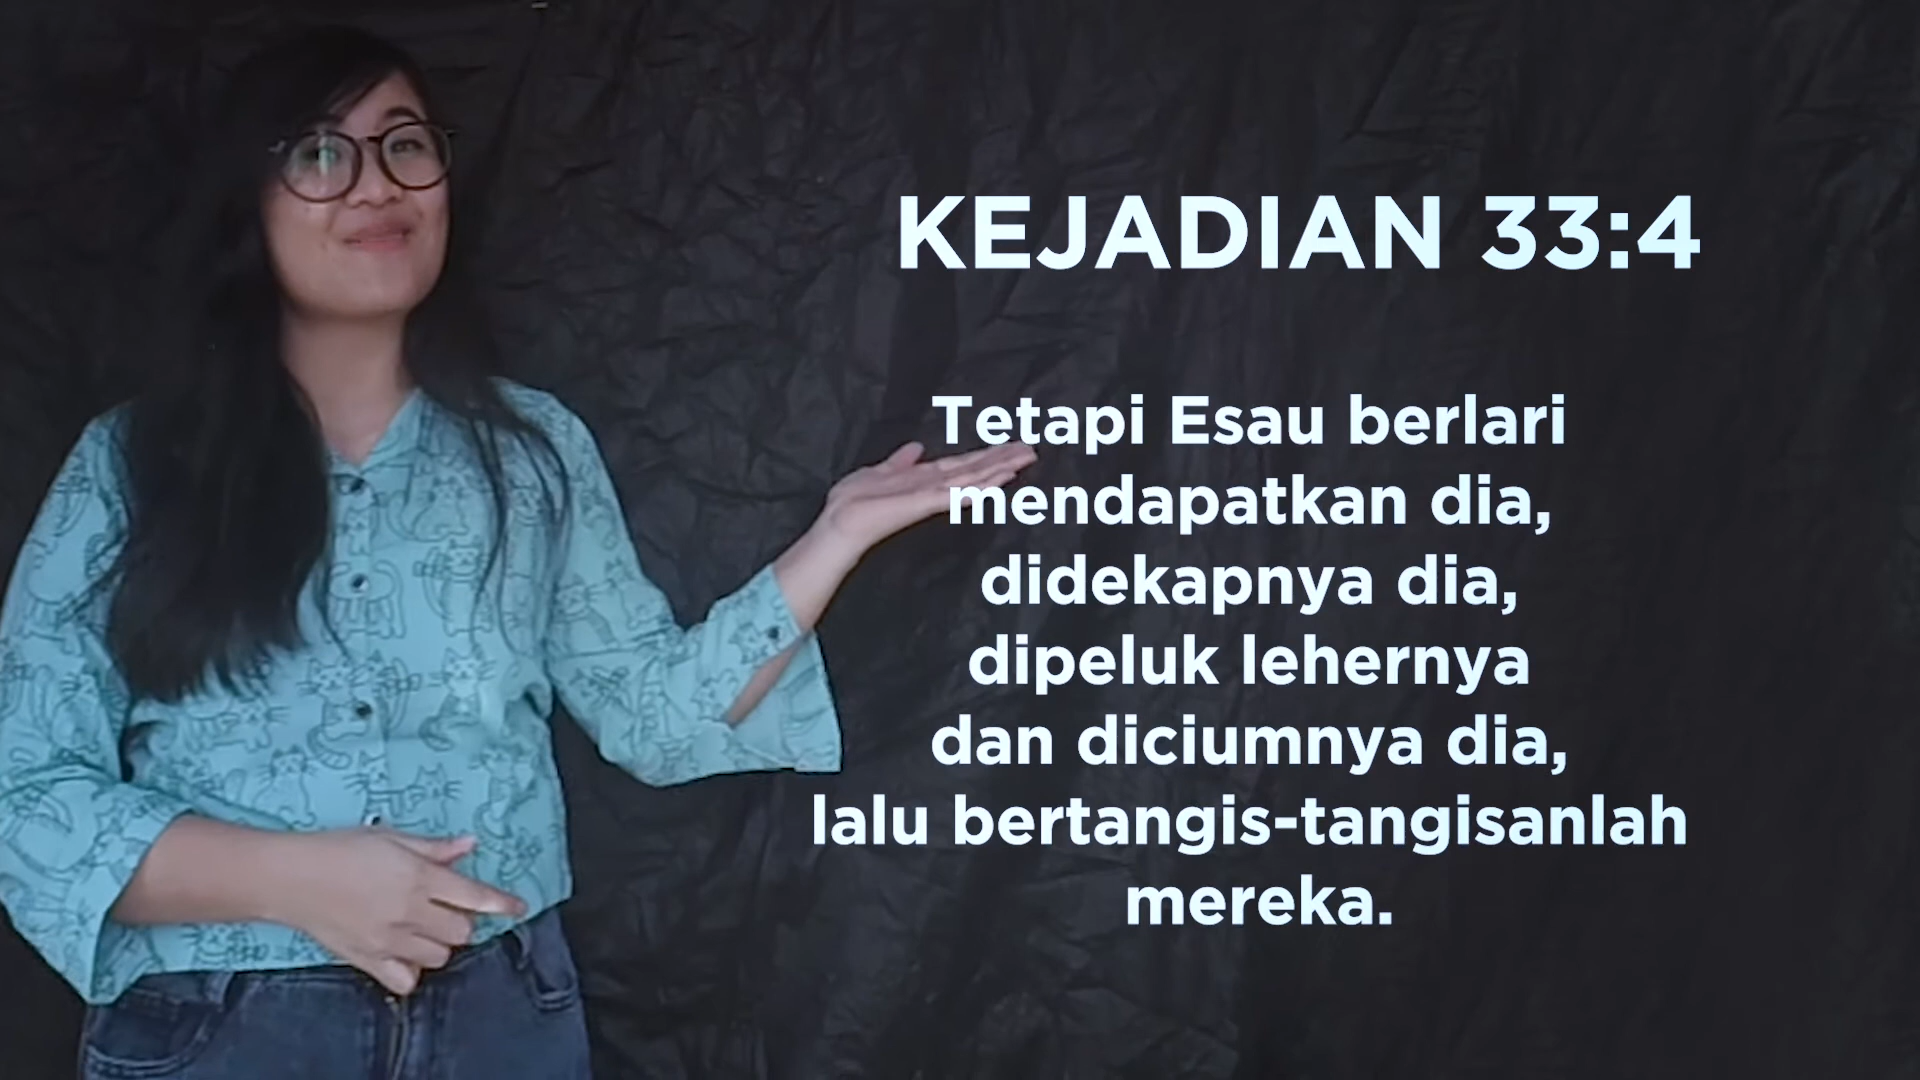 KEJADIAN 33:4
Tetapi Esau berlari
mendapatkan dia,
didekapnya dia,
dipeluk lehernya
dan diciumnya dia,
lalu bertangis-tangisanlah
mereka.